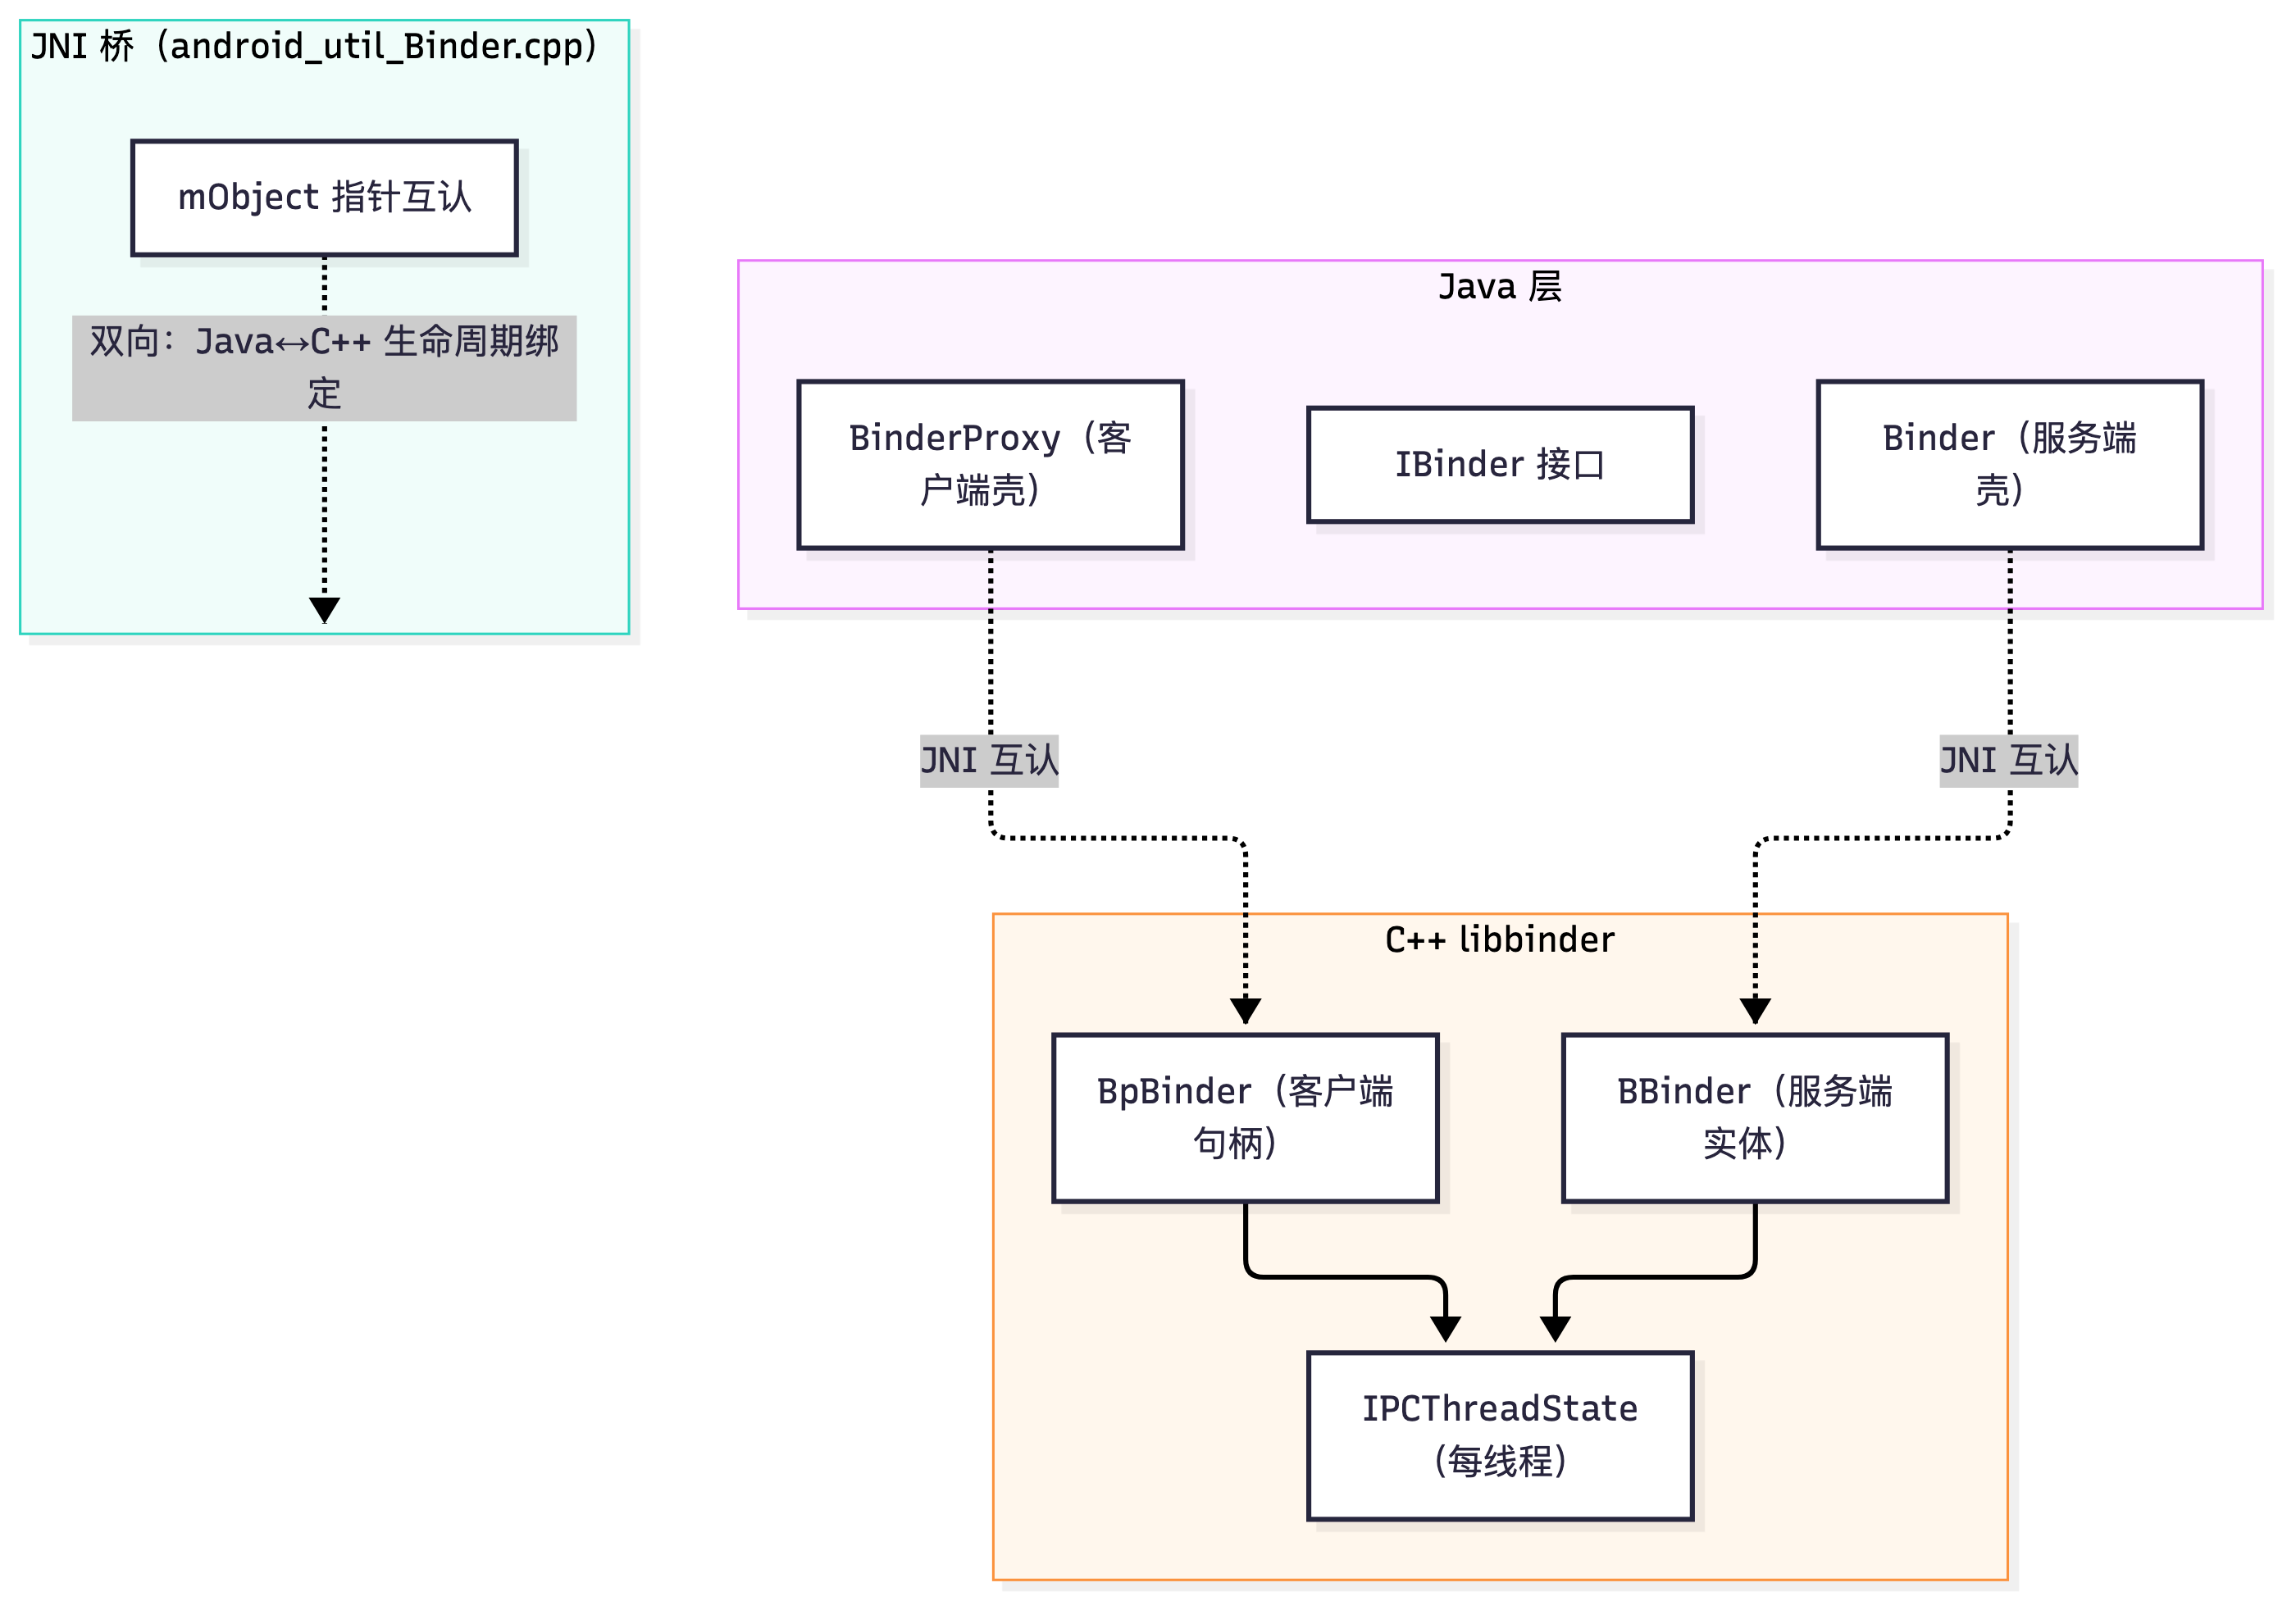 JNI 桥（android_util_Binder.cpp）
mObject 指针互认
双向：Java↔C++ 生命周期绑
定
Java 层
BinderProxy（客
户端壳）
IBinder 接口
Binder（服务端
壳）
JNI 互认
JNI 互认
C++ libbinder
BpBinder（客户端
句柄）
BBinder（服务端
实体）
IPCThreadState
（每线程）